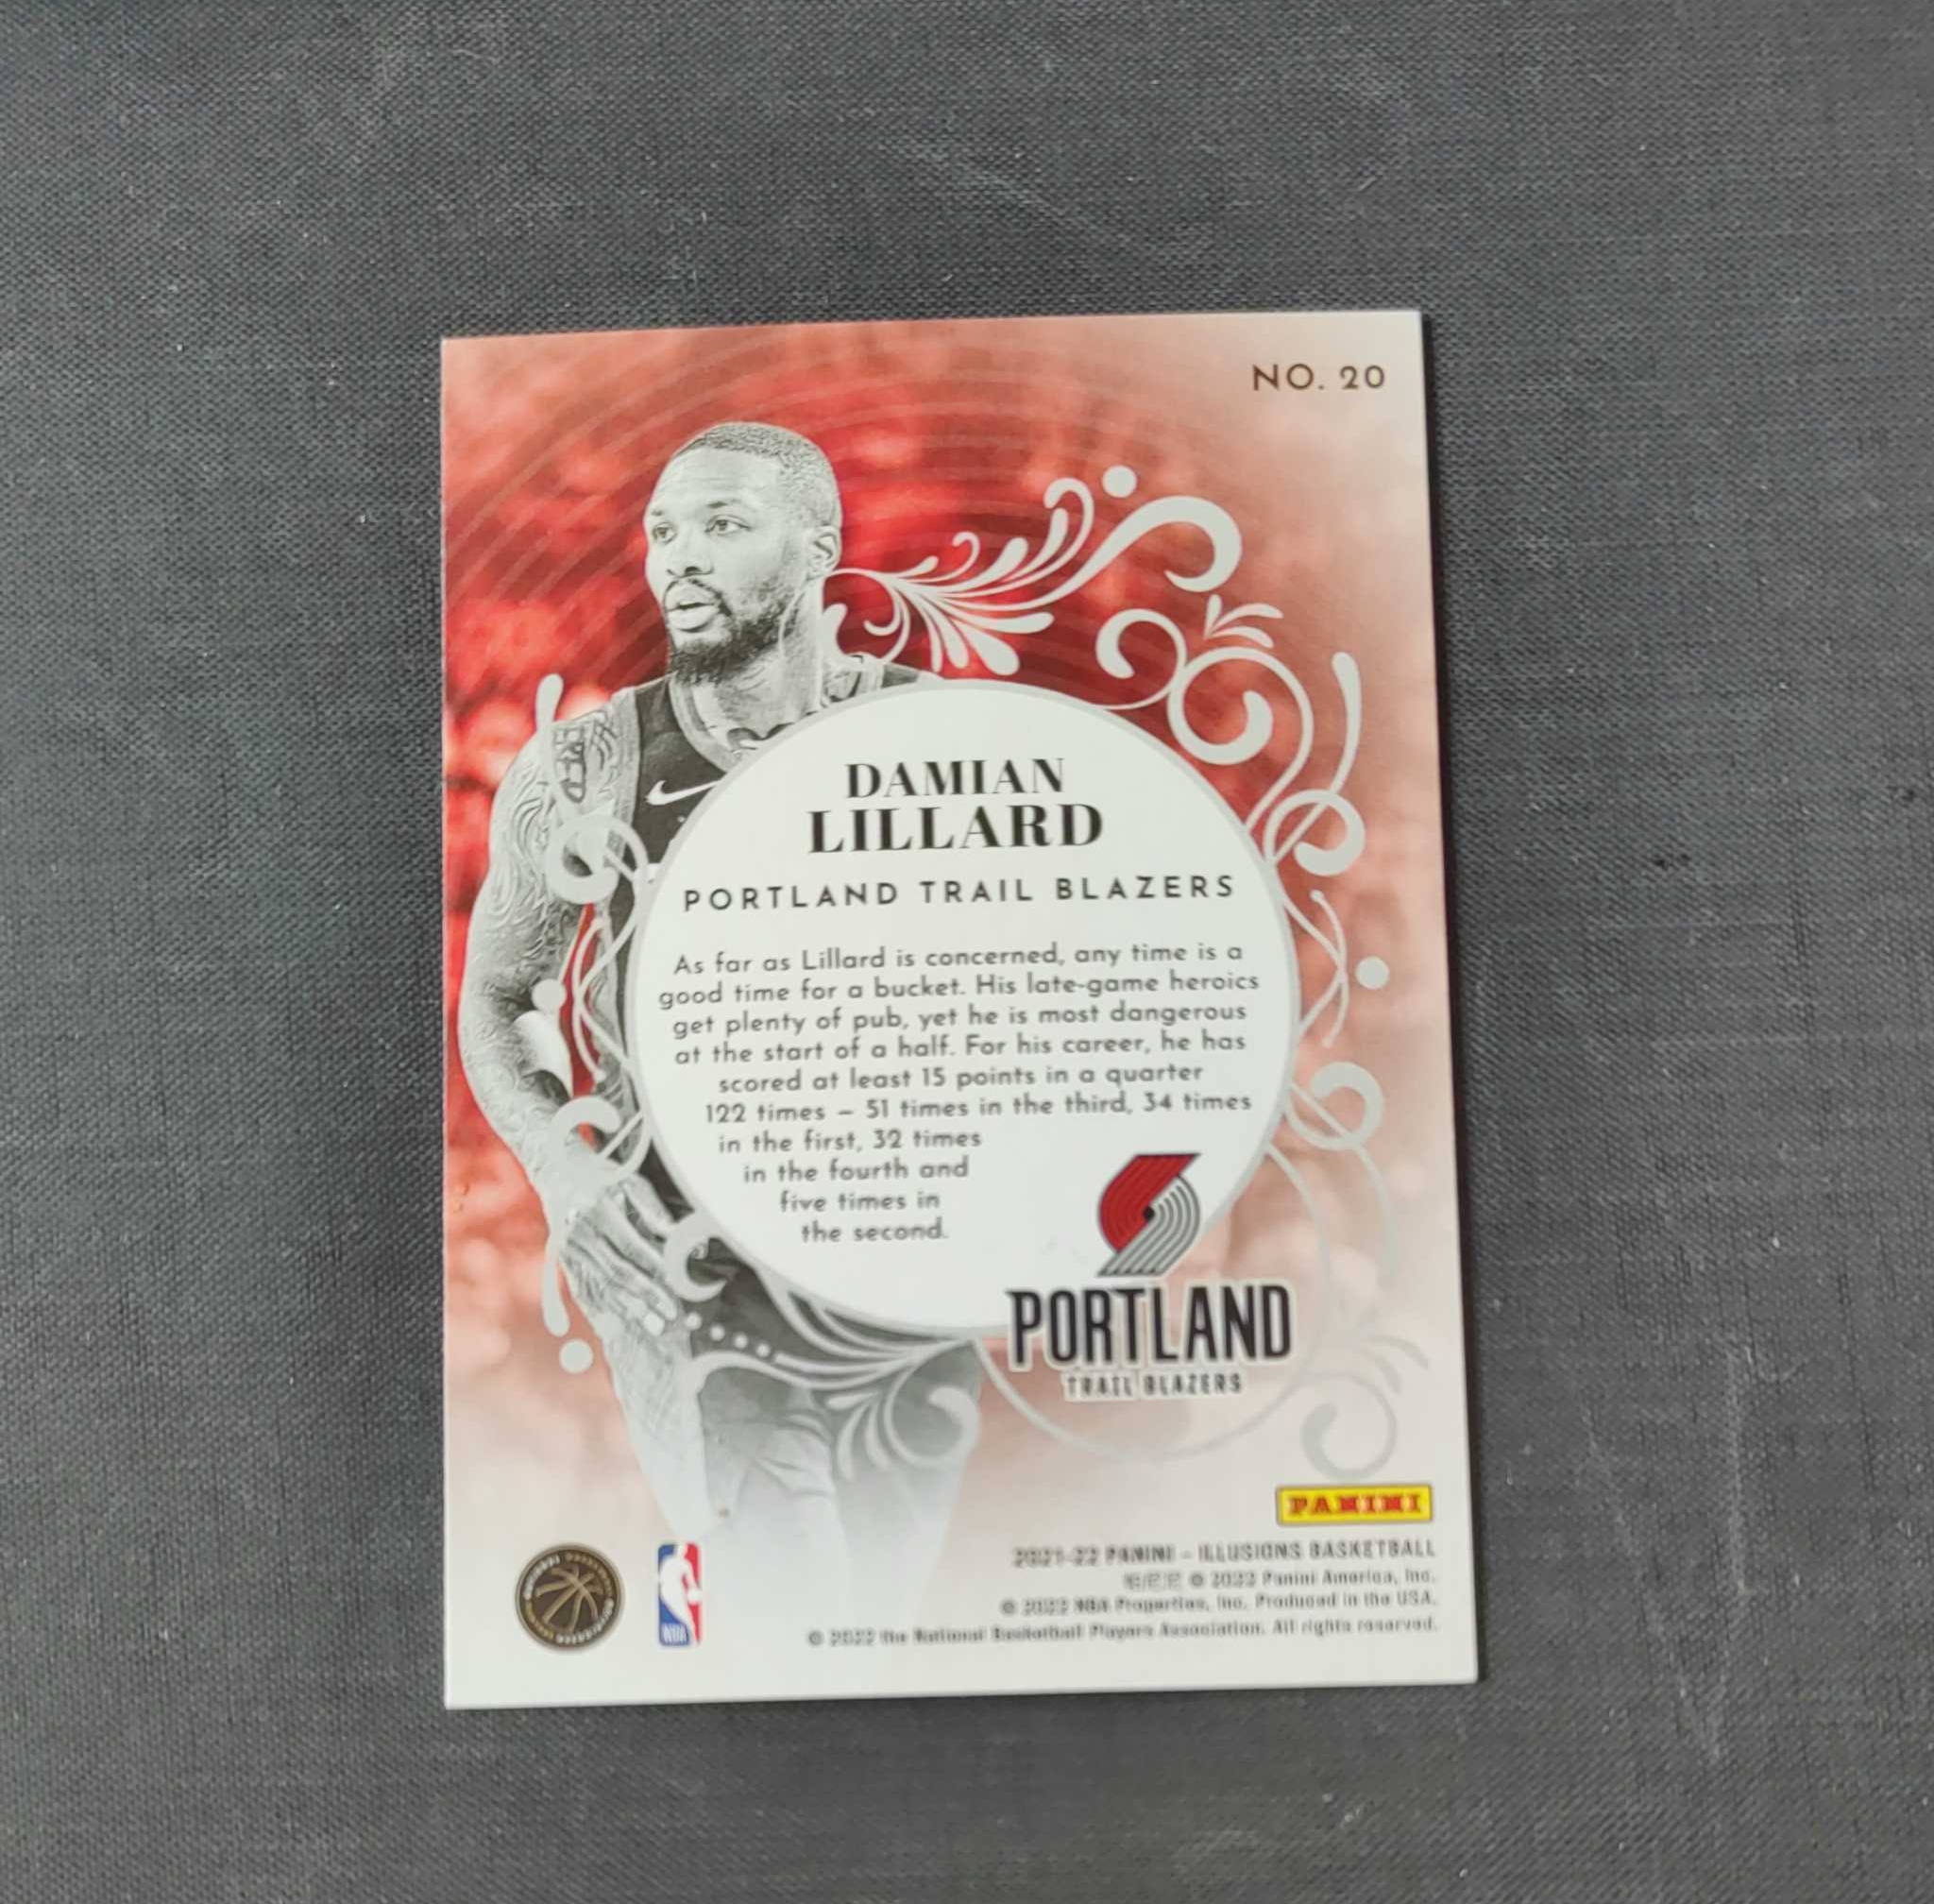 NO. 20
DAMIAN
LILLARD
PORTLAND TRAIL BLAZERS
As far as Lillard is concerned, any time is a
good time for a bucket. His late-game heroics
get plenty of pub, yet he is most dangerous
at the start of a half. For his career, he has
scored at least 15 points in a quarter
122 times – 51 times in the third, 34 times
in the first, 32 times
in the fourth and
five times in
the second.
PORTLAND
TRAIL BLAZERS
PANINI
2021-22 PANINI – ILLUSIONS BASKETBALL
© 2022 Panini America, Inc.
© 2022 NBA Properties, Inc. Produced in the USA.
© 2022 the National Basketball Players Association. All rights reserved.
NBA